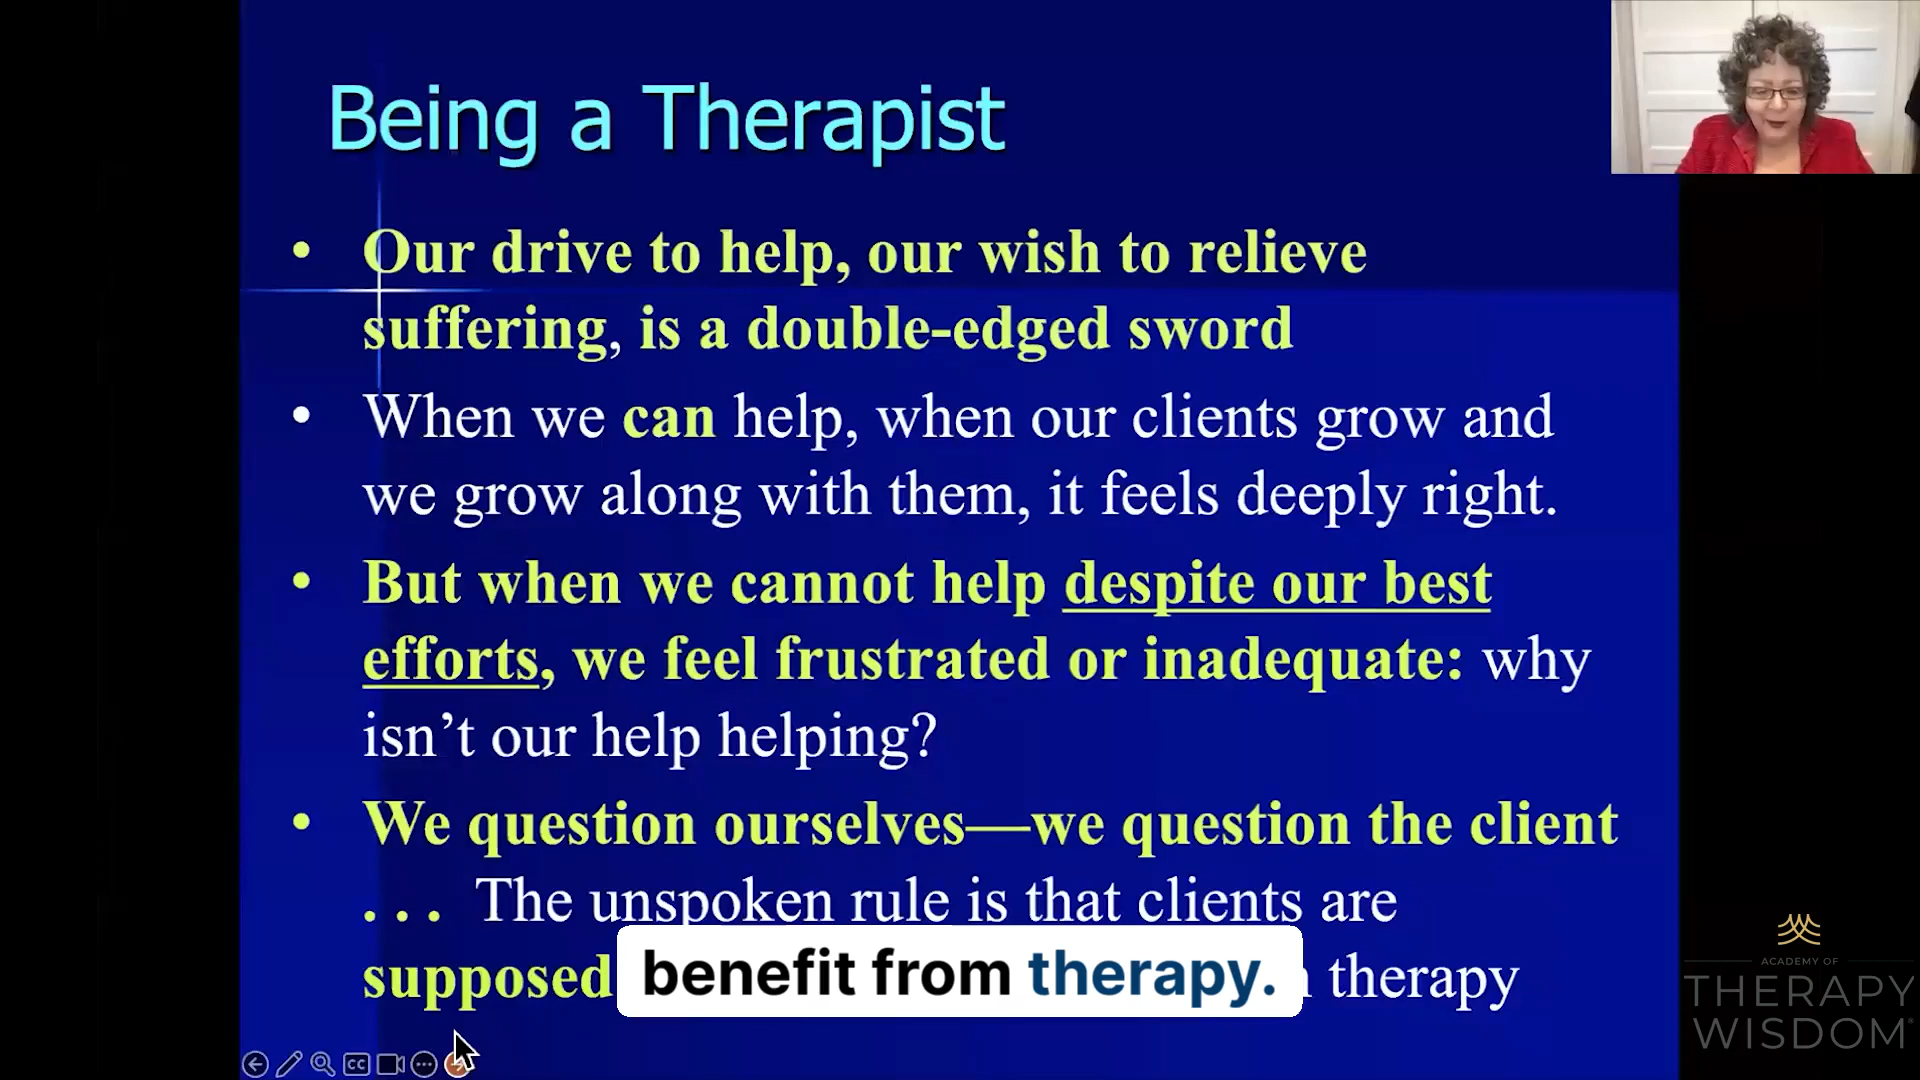 Being a Therapist
• Our drive to help, our wish to relieve
suffering, is a double-edged sword
• When we can help, when our clients grow and
we grow along with them, it feels deeply right.
• But when we cannot help despite our best
efforts, we feel frustrated or inadequate: why
isn’t our help helping?
• We question ourselves—we question the client
. . . The unspoken rule is that clients are
supposed
therapy
benefit from therapy.
CC
ACADEMY OF
THERAPY
WISDOM